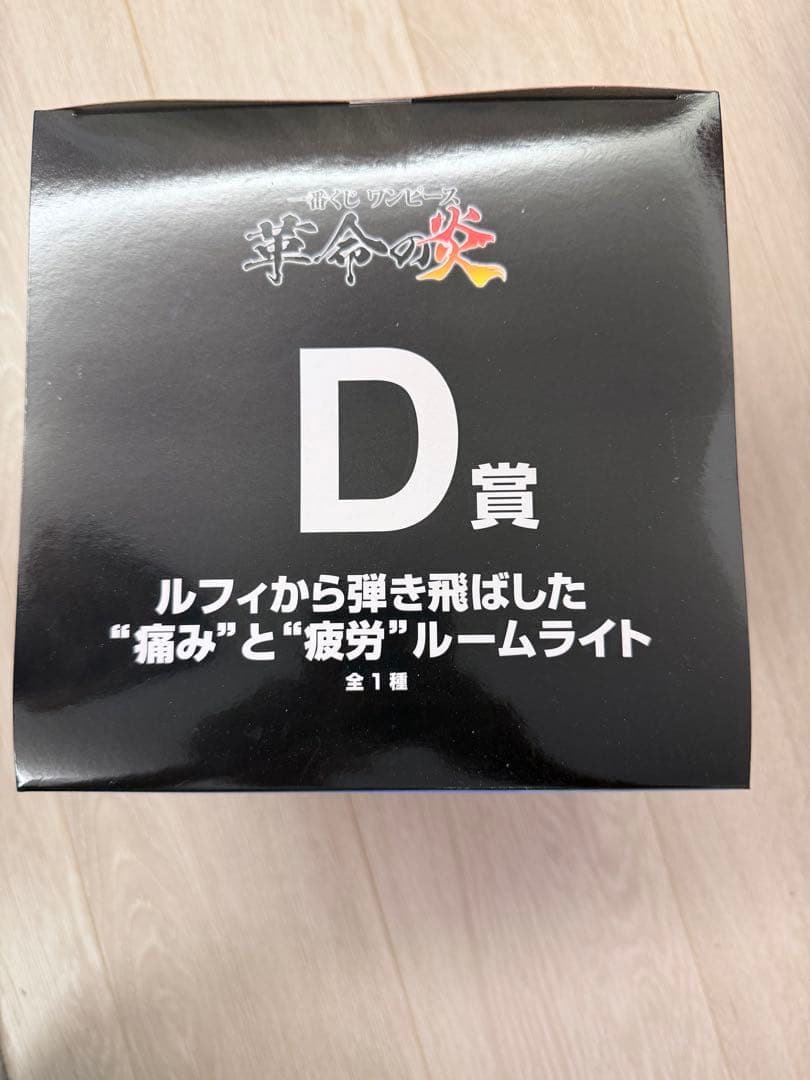 一番くじ ワンピース
革命の炎
D賞
ルフィから弾き飛ばした
“痛み”と“疲労”ルームライト
全1種